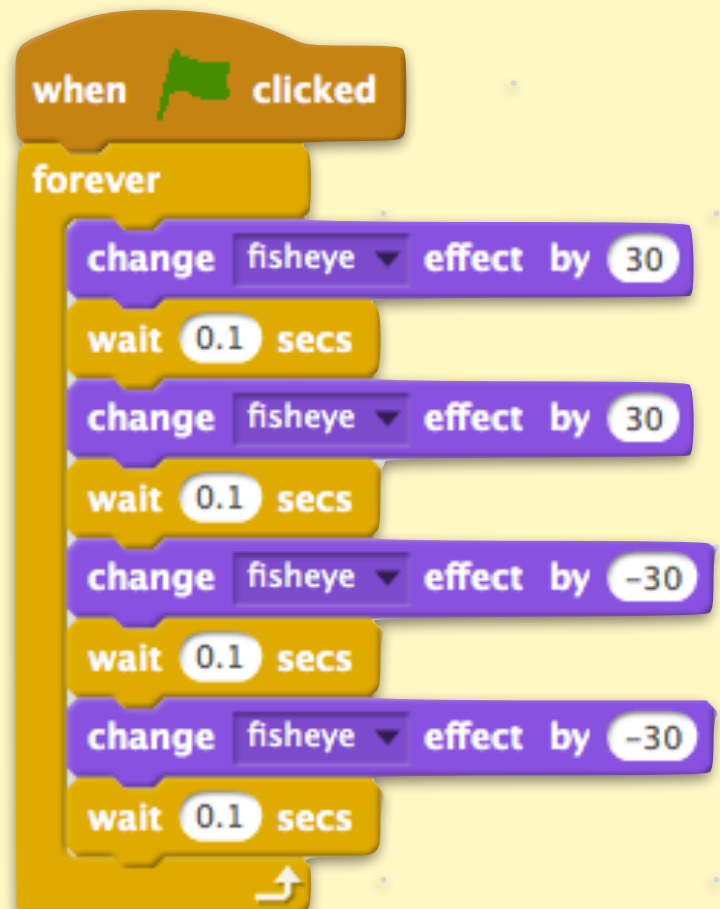 when clicked
forever
change fisheye effect by 30
wait 0.1 secs
change fisheye effect by 30
wait 0.1 secs
change fisheye effect by -30
wait 0.1 secs
change fisheye effect by -30
wait 0.1 secs